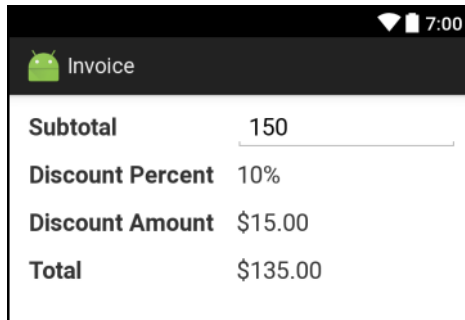 7:00
Invoice
Subtotal 150
Discount Percent 10%
Discount Amount $15.00
Total $135.00